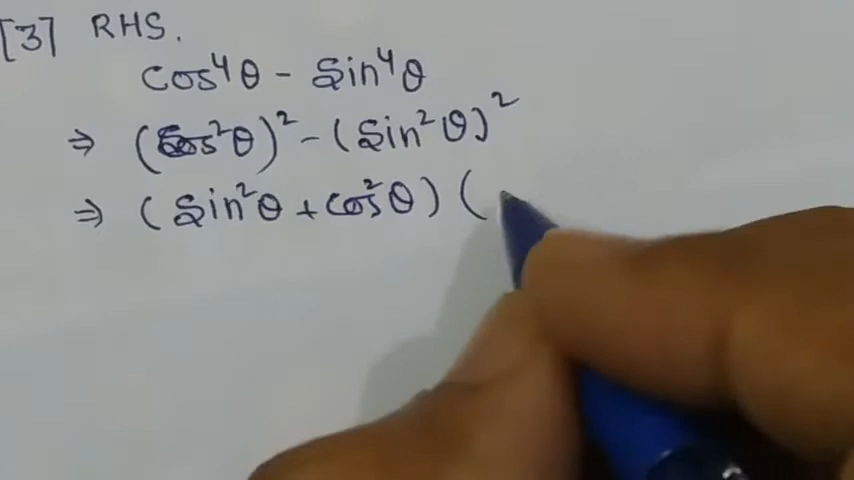 [3] RHS.
cos⁴θ - Sin⁴θ
⇒ (cos²θ)² - (Sin²θ)²
⇒ (Sin²θ + cos²θ) (